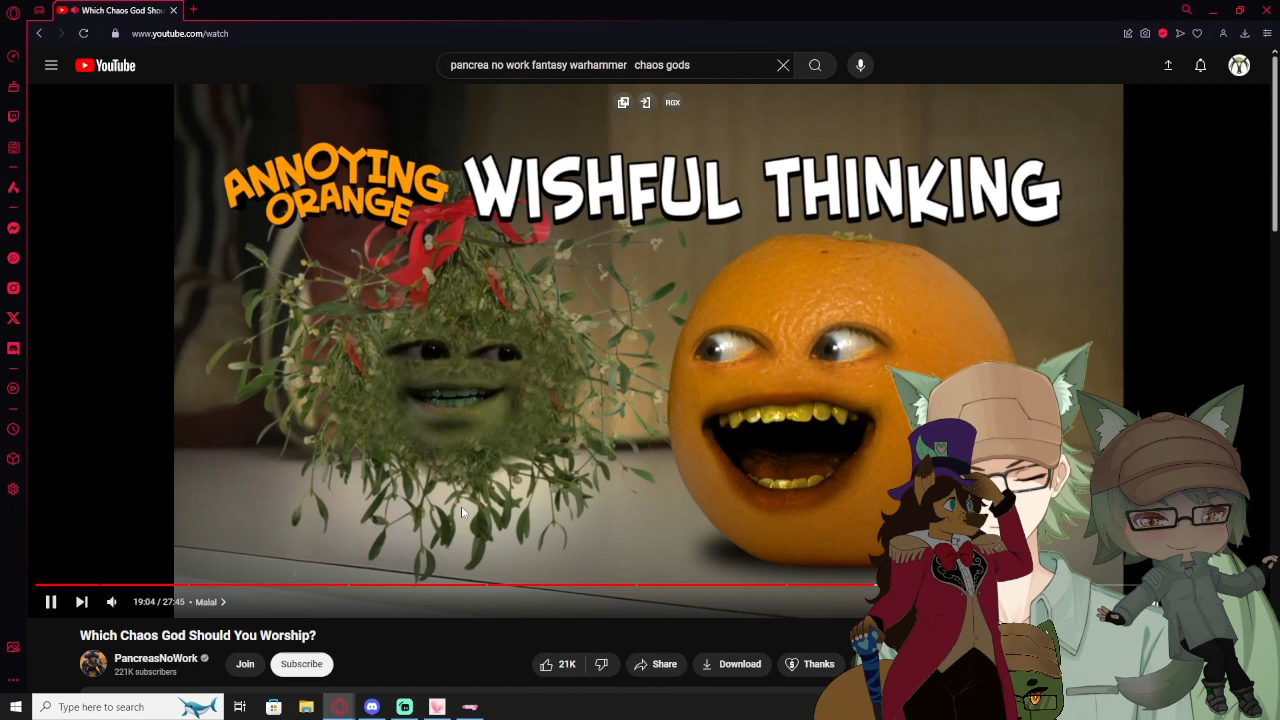 Which Chaos God Shou
www.youtube.com/watch
YouTube
pancrea no work fantasy warhammer chaos gods
RGX
ANNOYING ORANGE
WISHFUL THINKING
19:04 / 27:45 • Malal
Which Chaos God Should You Worship?
PancreasNoWork
221K subscribers
Join
Subscribe
21K
Share
Download
Thanks
Type here to search